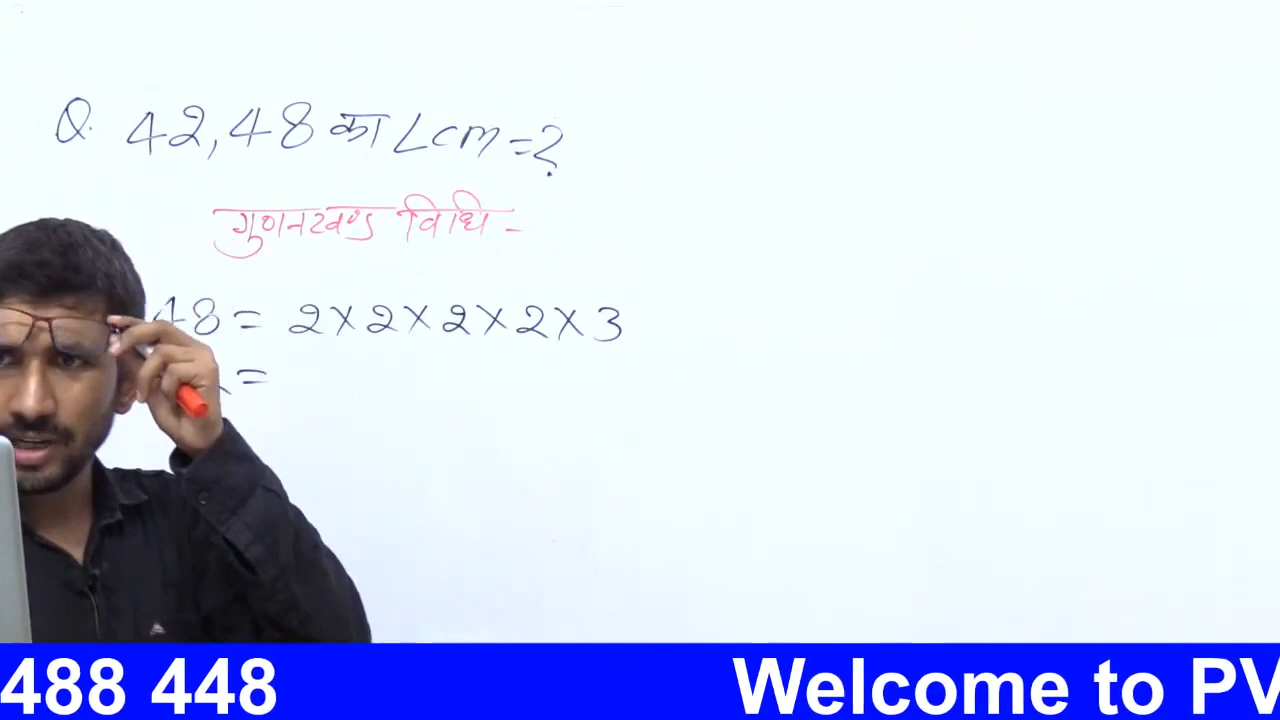 Q. 42,48 का Lcm=?
गुणनखण्ड विधि -
48 = 2×2×2×2×3
=
488 448
Welcome to PV